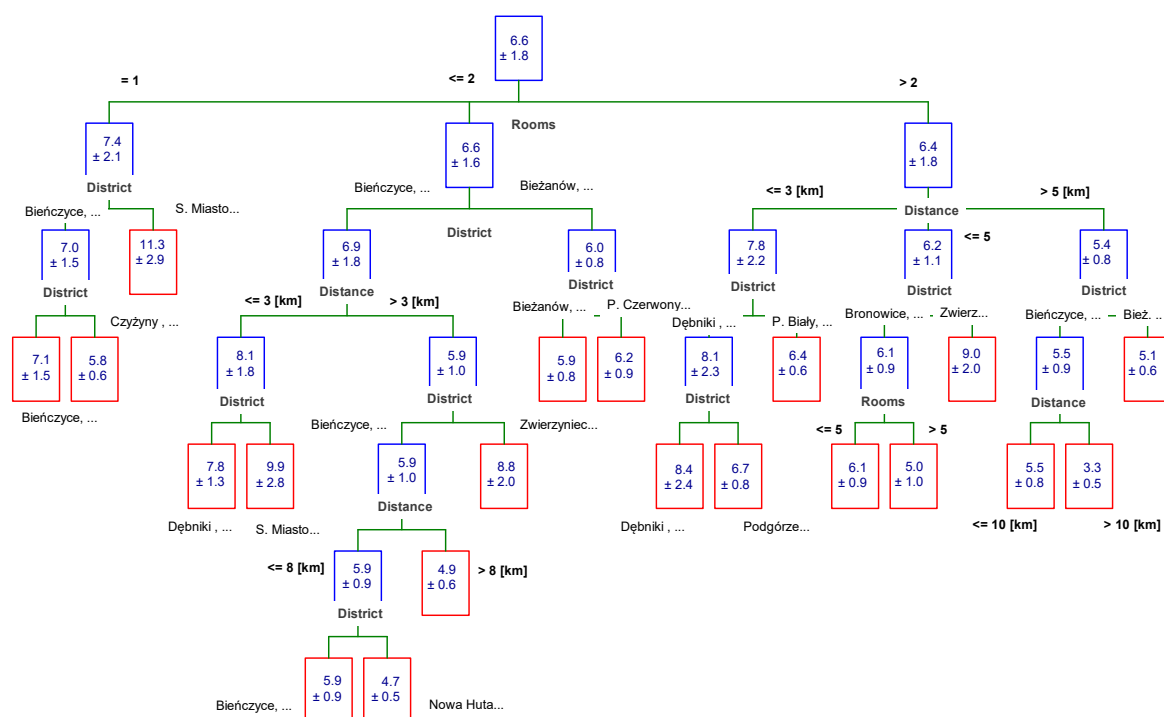 6.6
± 1.8
= 1
<= 2
> 2
Rooms
7.4
± 2.1
6.6
± 1.6
6.4
± 1.8
District
Bieńczyce, ...
Bieżanów, ...
<= 3 [km]
> 5 [km]
Bieńczyce, ...
S. Miasto...
District
Distance
<= 5
7.0
± 1.5
11.3
± 2.9
6.9
± 1.8
6.0
± 0.8
7.8
± 2.2
6.2
± 1.1
5.4
± 0.8
District
Distance
District
District
District
District
<= 3 [km]
> 3 [km]
Bieżanów, ...
P. Czerwony...
Bronowice, ...
Zwierz...
Bieńczyce, ...
Bież. ..
Czyżyny , ...
Dębniki , ...
P. Biały, ...
7.1
± 1.5
5.8
± 0.6
8.1
± 1.8
5.9
± 1.0
5.9
± 0.8
6.2
± 0.9
8.1
± 2.3
6.4
± 0.6
6.1
± 0.9
9.0
± 2.0
5.5
± 0.9
5.1
± 0.6
District
District
District
Rooms
Distance
Bieńczyce, ...
Bieńczyce, ...
Zwierzyniec...
<= 5
> 5
7.8
± 1.3
9.9
± 2.8
5.9
± 1.0
8.8
± 2.0
8.4
± 2.4
6.7
± 0.8
6.1
± 0.9
5.0
± 1.0
5.5
± 0.8
3.3
± 0.5
Distance
Dębniki , ...
S. Miasto...
Dębniki , ...
Podgórze...
<= 10 [km]
> 10 [km]
<= 8 [km]
5.9
± 0.9
4.9
± 0.6
> 8 [km]
District
5.9
± 0.9
4.7
± 0.5
Bieńczyce, ...
Nowa Huta...